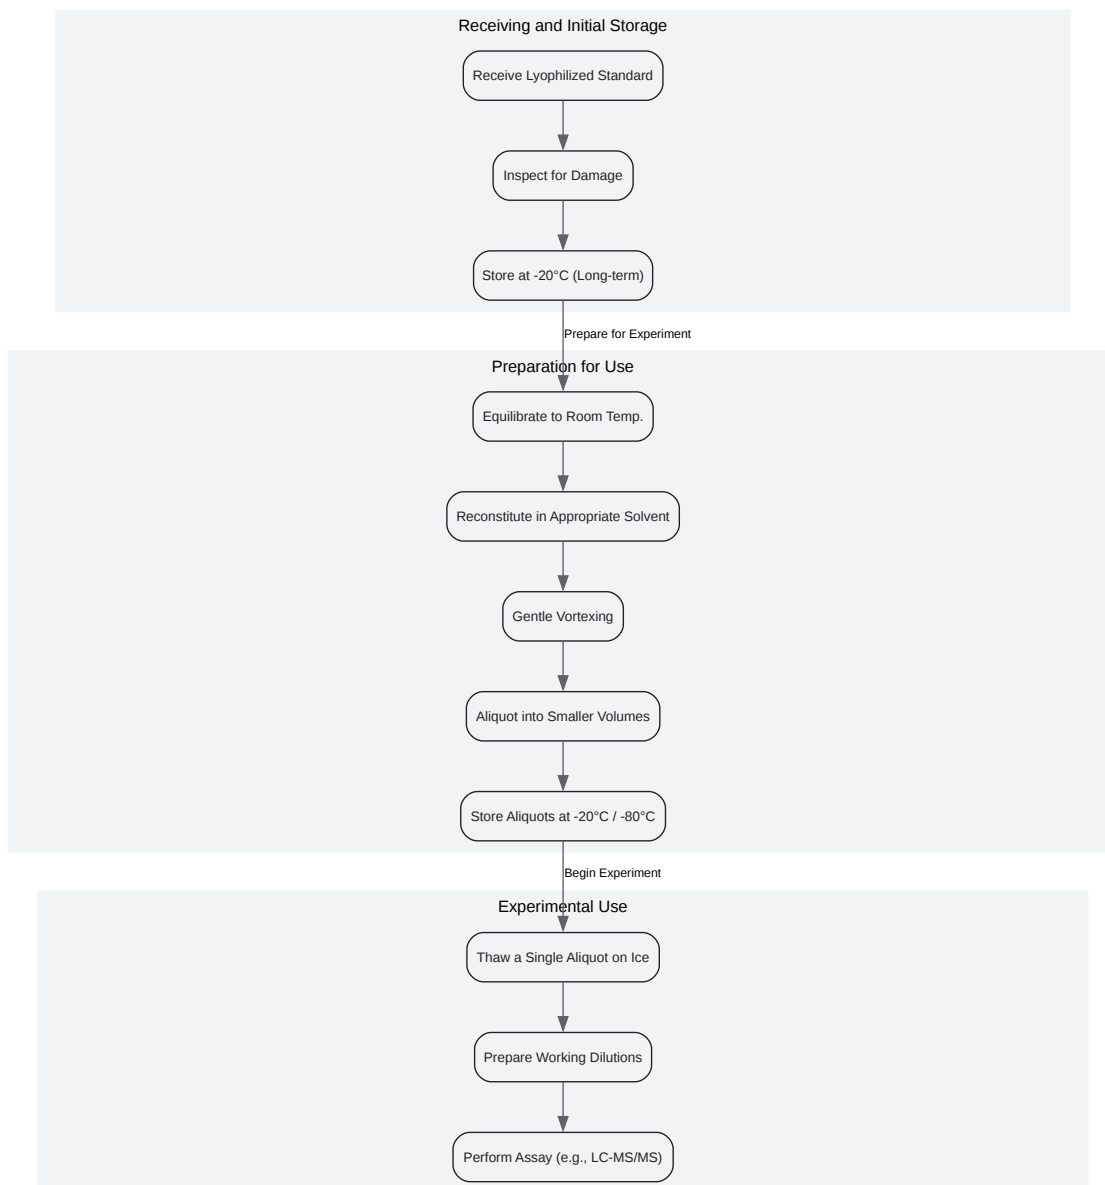 Receiving and Initial Storage
Receive Lyophilized Standard
Inspect for Damage
Store at -20°C (Long-term)
Prepare for Experiment
Preparation for Use
Equilibrate to Room Temp.
Reconstitute in Appropriate Solvent
Gentle Vortexing
Aliquot into Smaller Volumes
Store Aliquots at -20°C / -80°C
Begin Experiment
Experimental Use
Thaw a Single Aliquot on Ice
Prepare Working Dilutions
Perform Assay (e.g., LC-MS/MS)